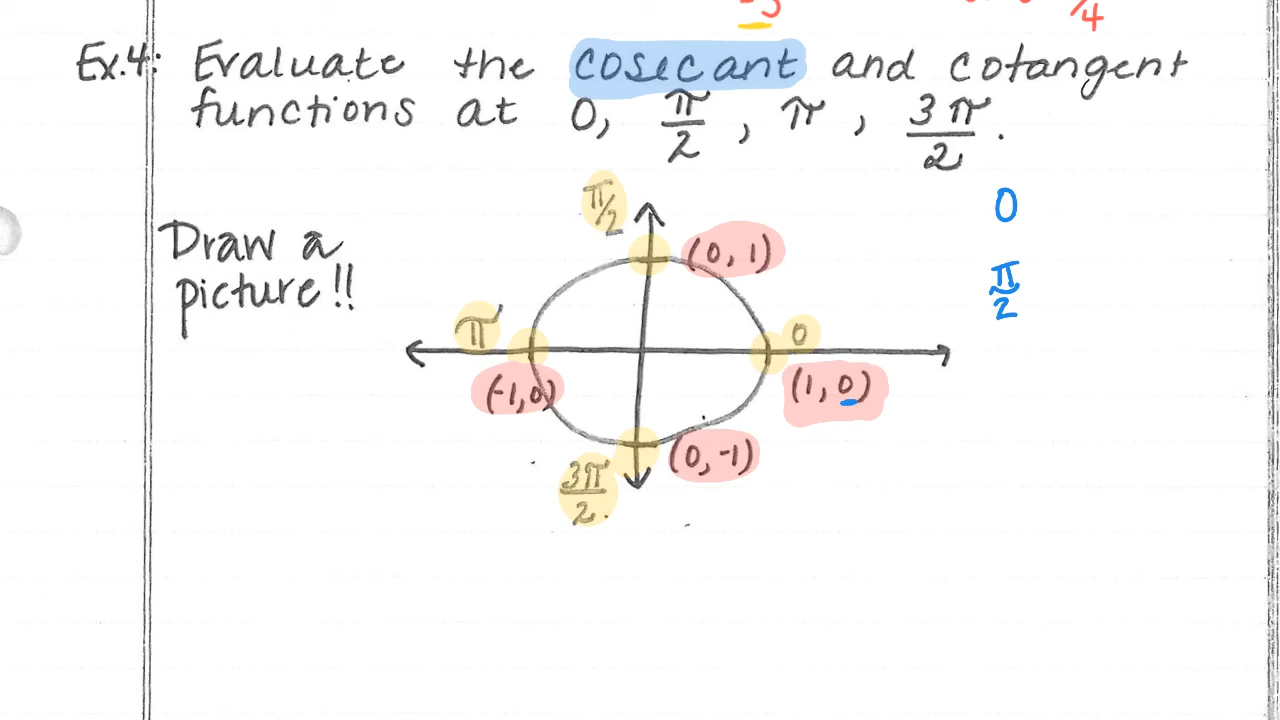 Ex.4: Evaluate the cosecant and cotangent
functions at 0, π/2, π, 3π/2.
0
π/2
Draw a
picture!!
π/2
(0, 1)
π
0
(-1,0)
(1, 0)
(0, -1)
3π/2